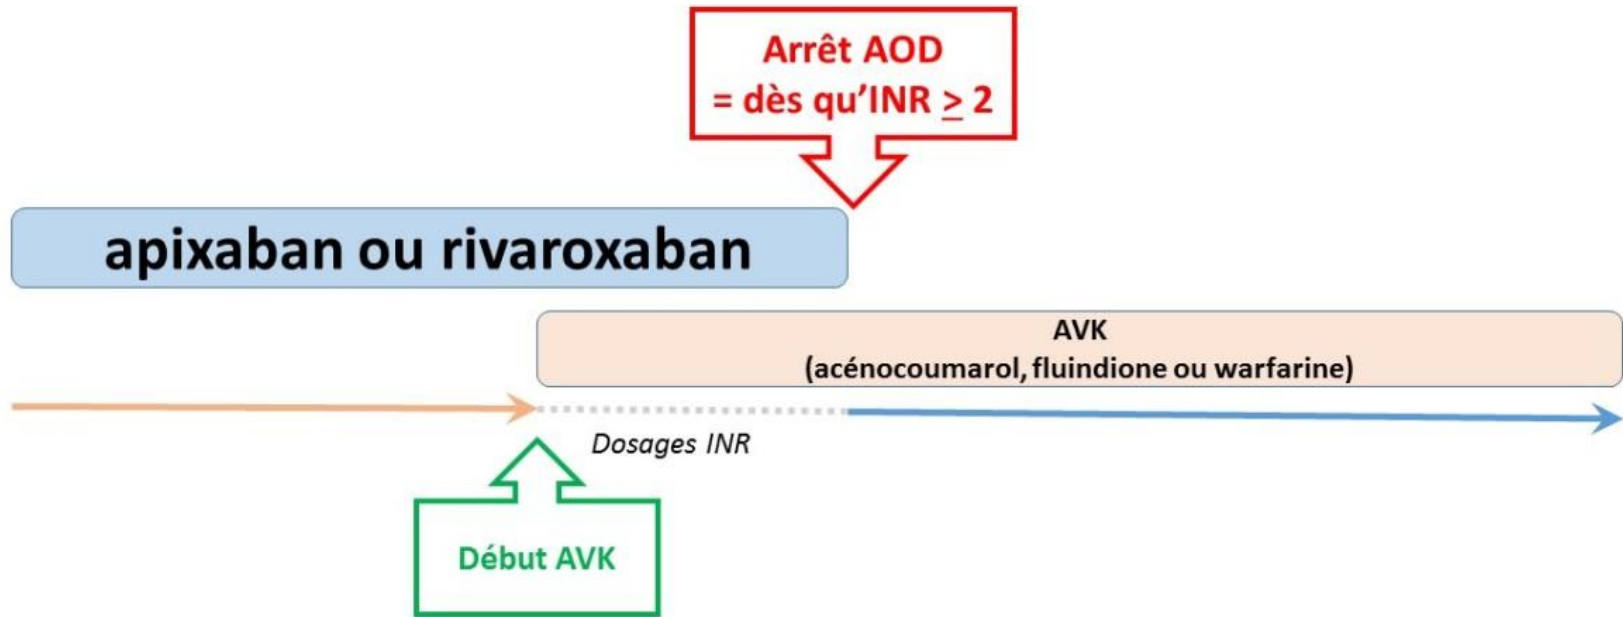 Arrêt AOD
= dès qu’INR ≥ 2
apixaban ou rivaroxaban
AVK
(acénocoumarol, fluindione ou warfarine)
Dosages INR
Début AVK